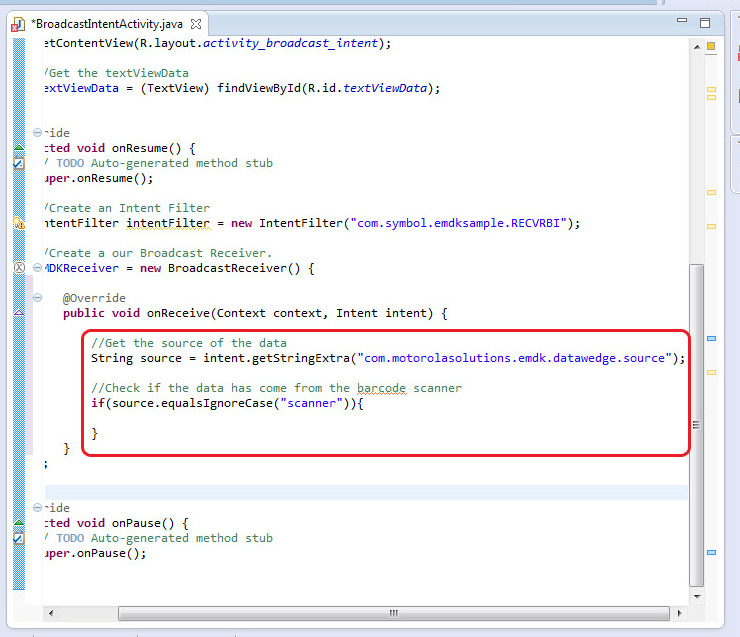 *BroadcastIntentActivity.java
etContentView(R.layout.activity_broadcast_intent);
/Get the textViewData
extViewData = (TextView) findViewById(R.id.textViewData);
ride
cted void onResume() {
/ TODO Auto-generated method stub
uper.onResume();
/Create an Intent Filter
ntentFilter intentFilter = new IntentFilter("com.symbol.emdksample.RECVRBI");
/Create a our Broadcast Receiver.
MDKReceiver = new BroadcastReceiver() {
@Override
public void onReceive(Context context, Intent intent) {
//Get the source of the data
String source = intent.getStringExtra("com.motorolasolutions.emdk.datawedge.source");
//Check if the data has come from the barcode scanner
if(source.equalsIgnoreCase("scanner")){
}
}
;
ride
cted void onPause() {
/ TODO Auto-generated method stub
uper.onPause();